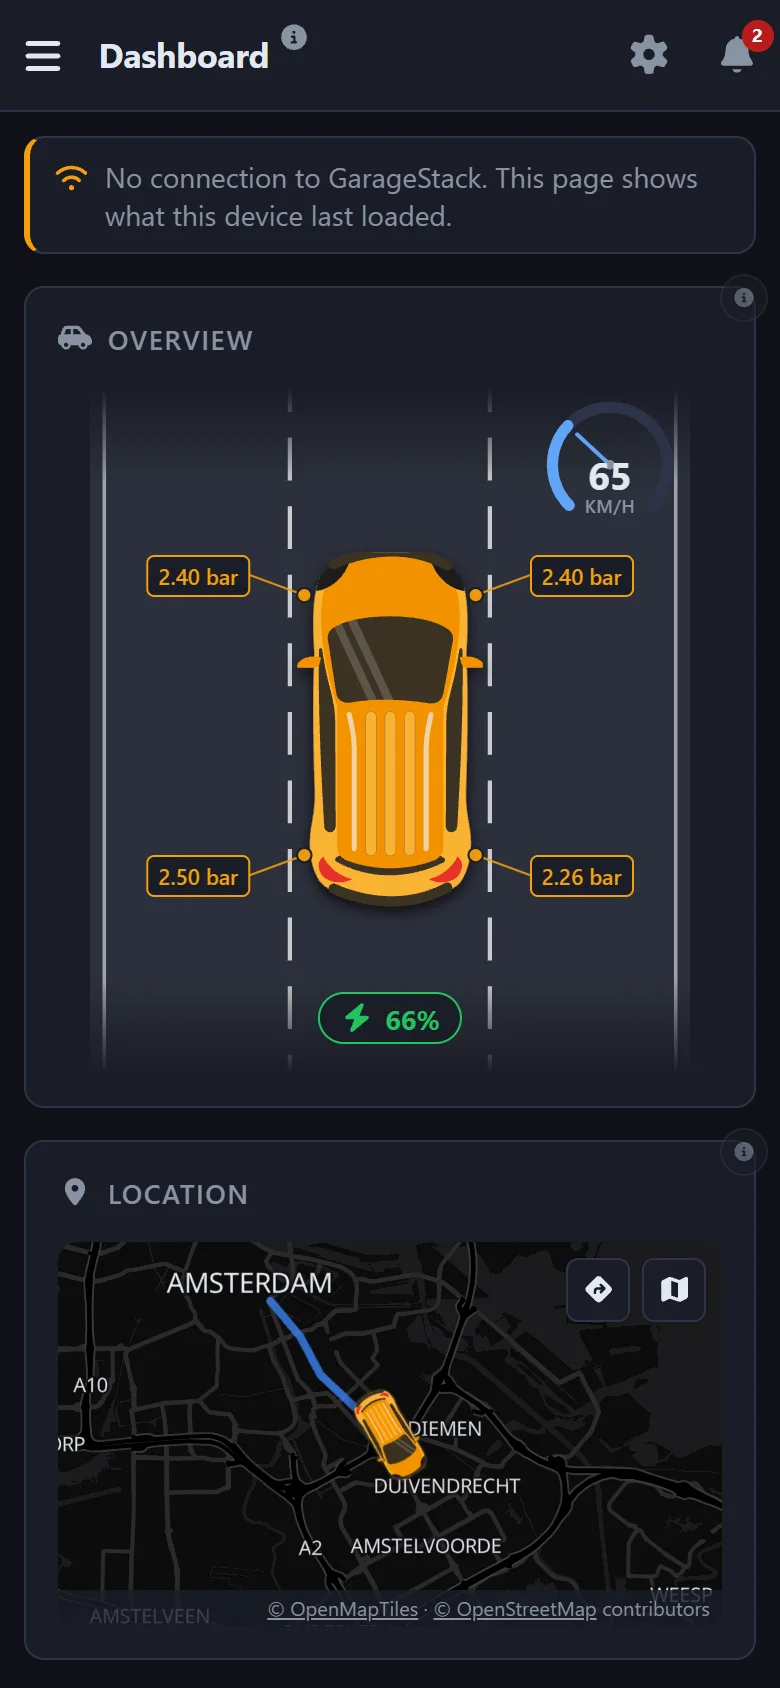 Dashboard
2
No connection to GarageStack. This page shows
what this device last loaded.
OVERVIEW
65
KM/H
2.40 bar
2.40 bar
2.50 bar
2.26 bar
66%
LOCATION
AMSTERDAM
A10
DIEMEN
ORP
DUIVENDRECHT
A2
AMSTELVOORDE
WEESP
© OpenMapTiles · © OpenStreetMap contributors
AMSTELVEEN